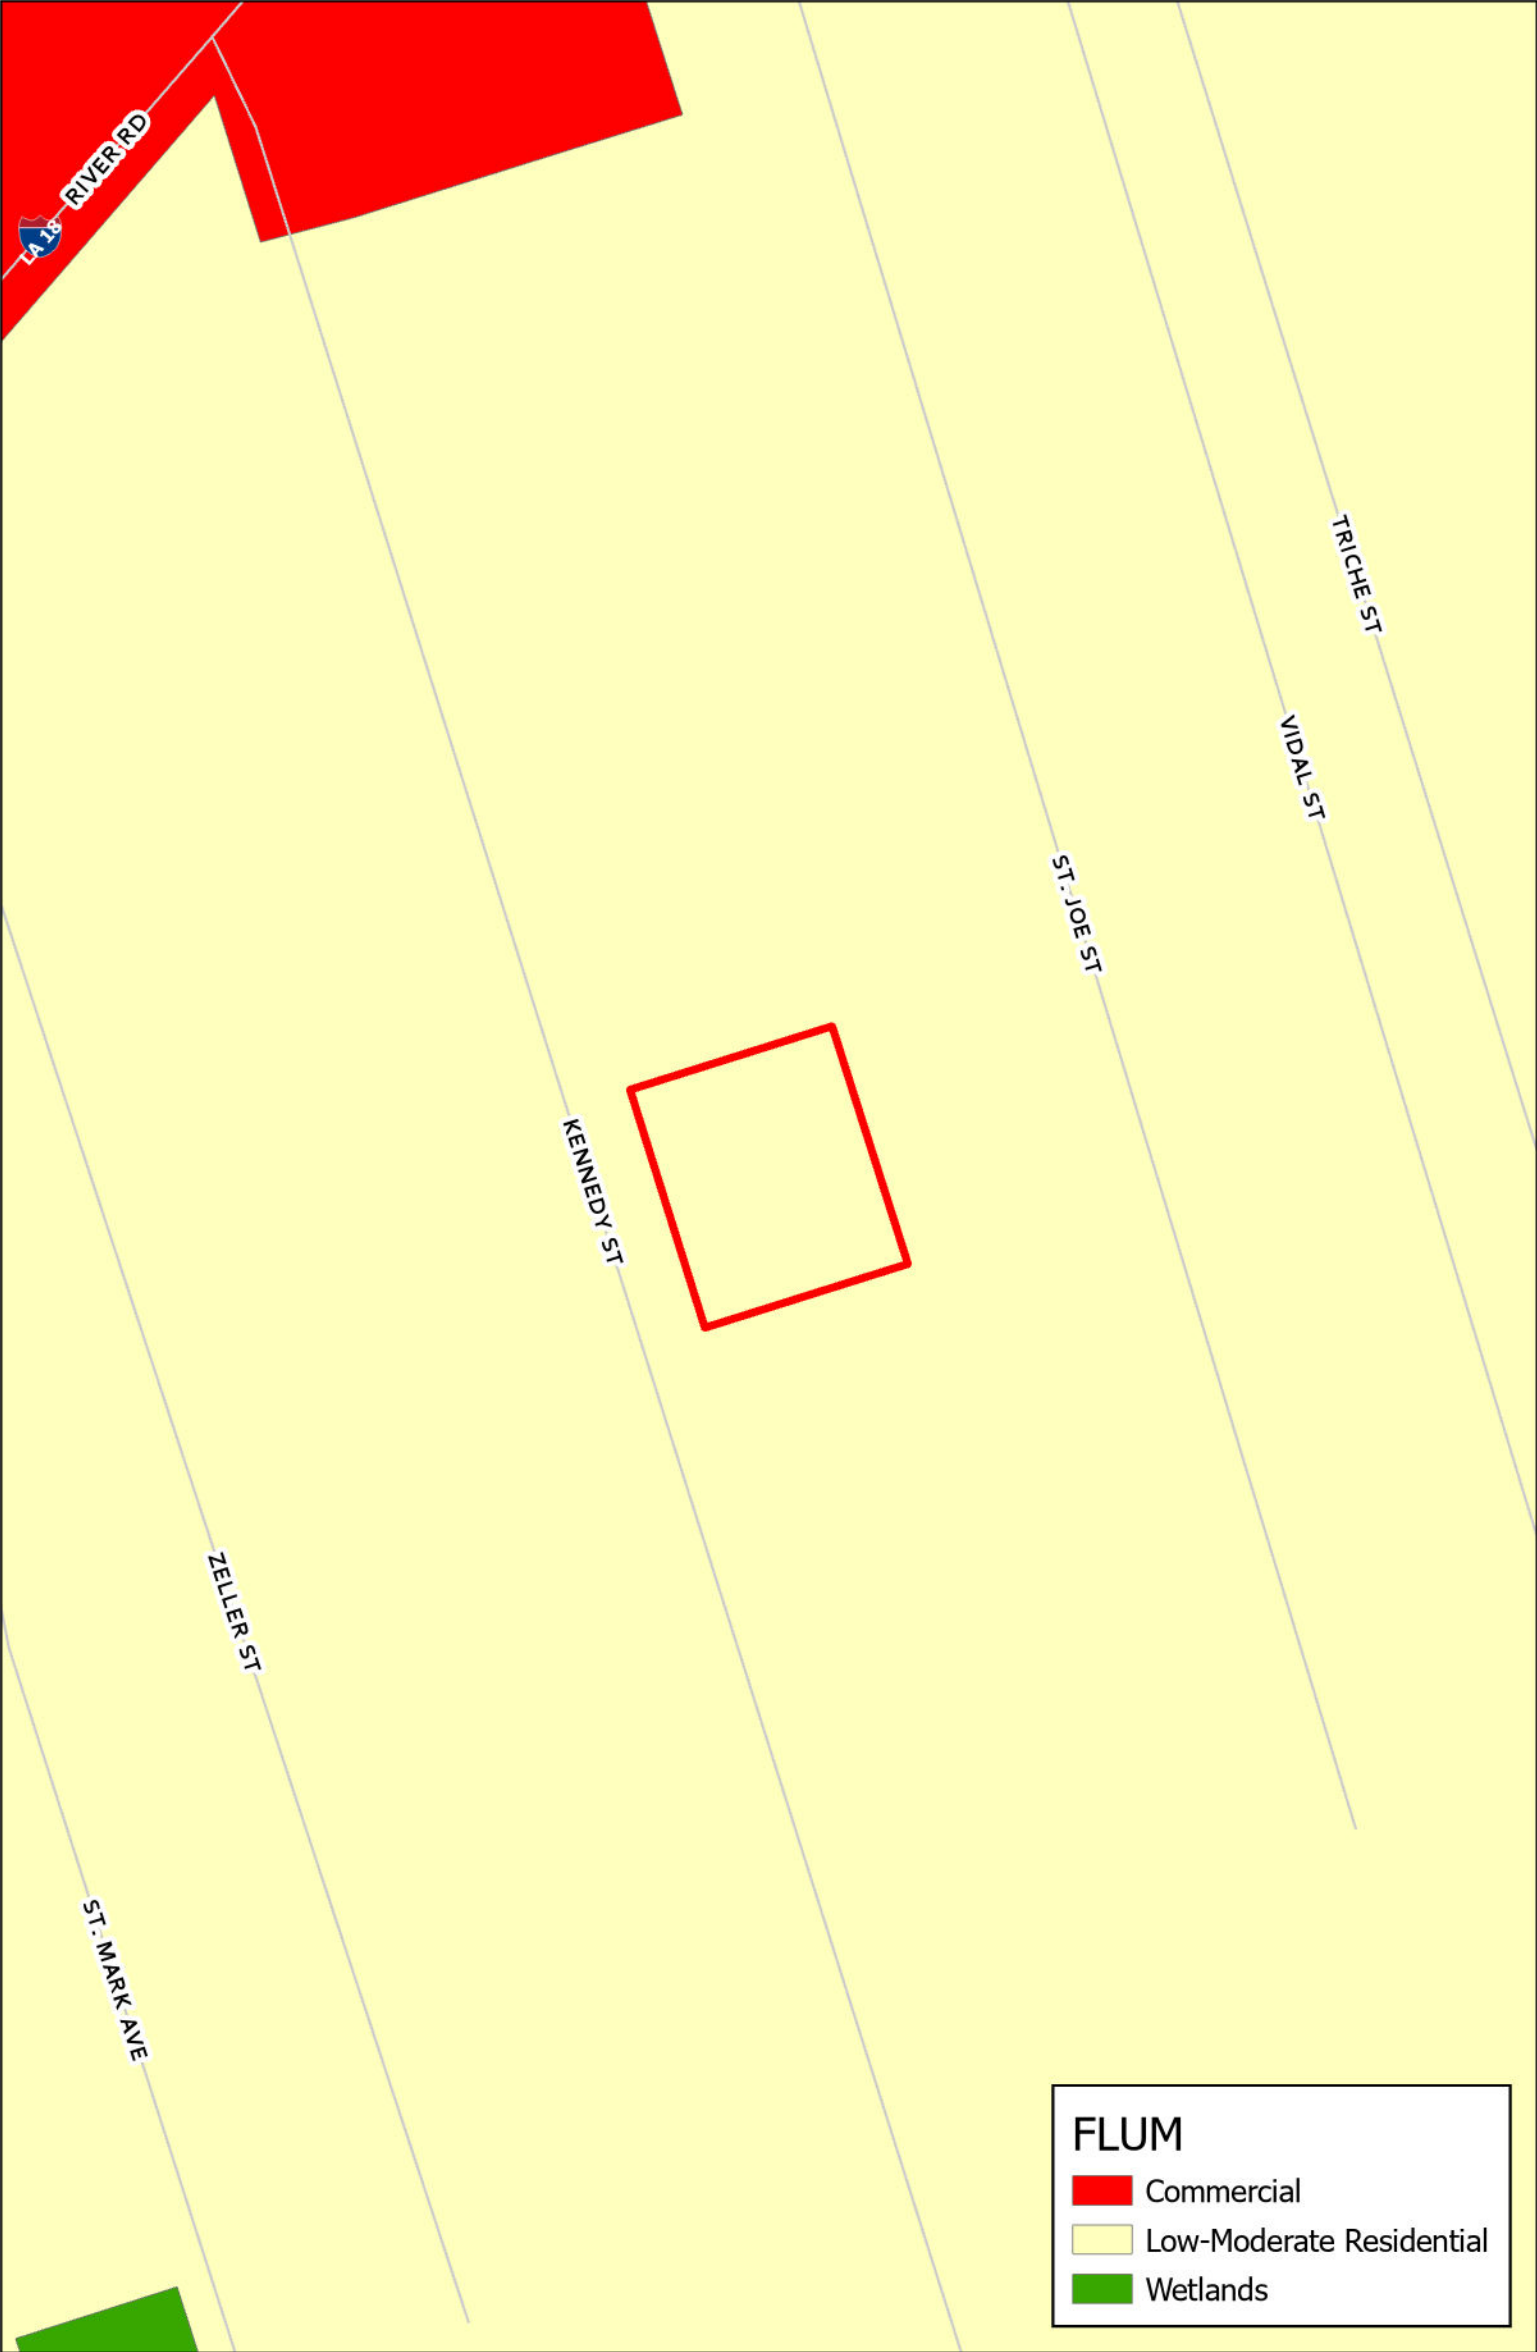 RIVER RD
LA 18
TRICHE ST
VIDAL ST
ST. JOE ST
KENNEDY ST
ZELLER ST
ST. MARK AVE
FLUM
Commercial
Low-Moderate Residential
Wetlands